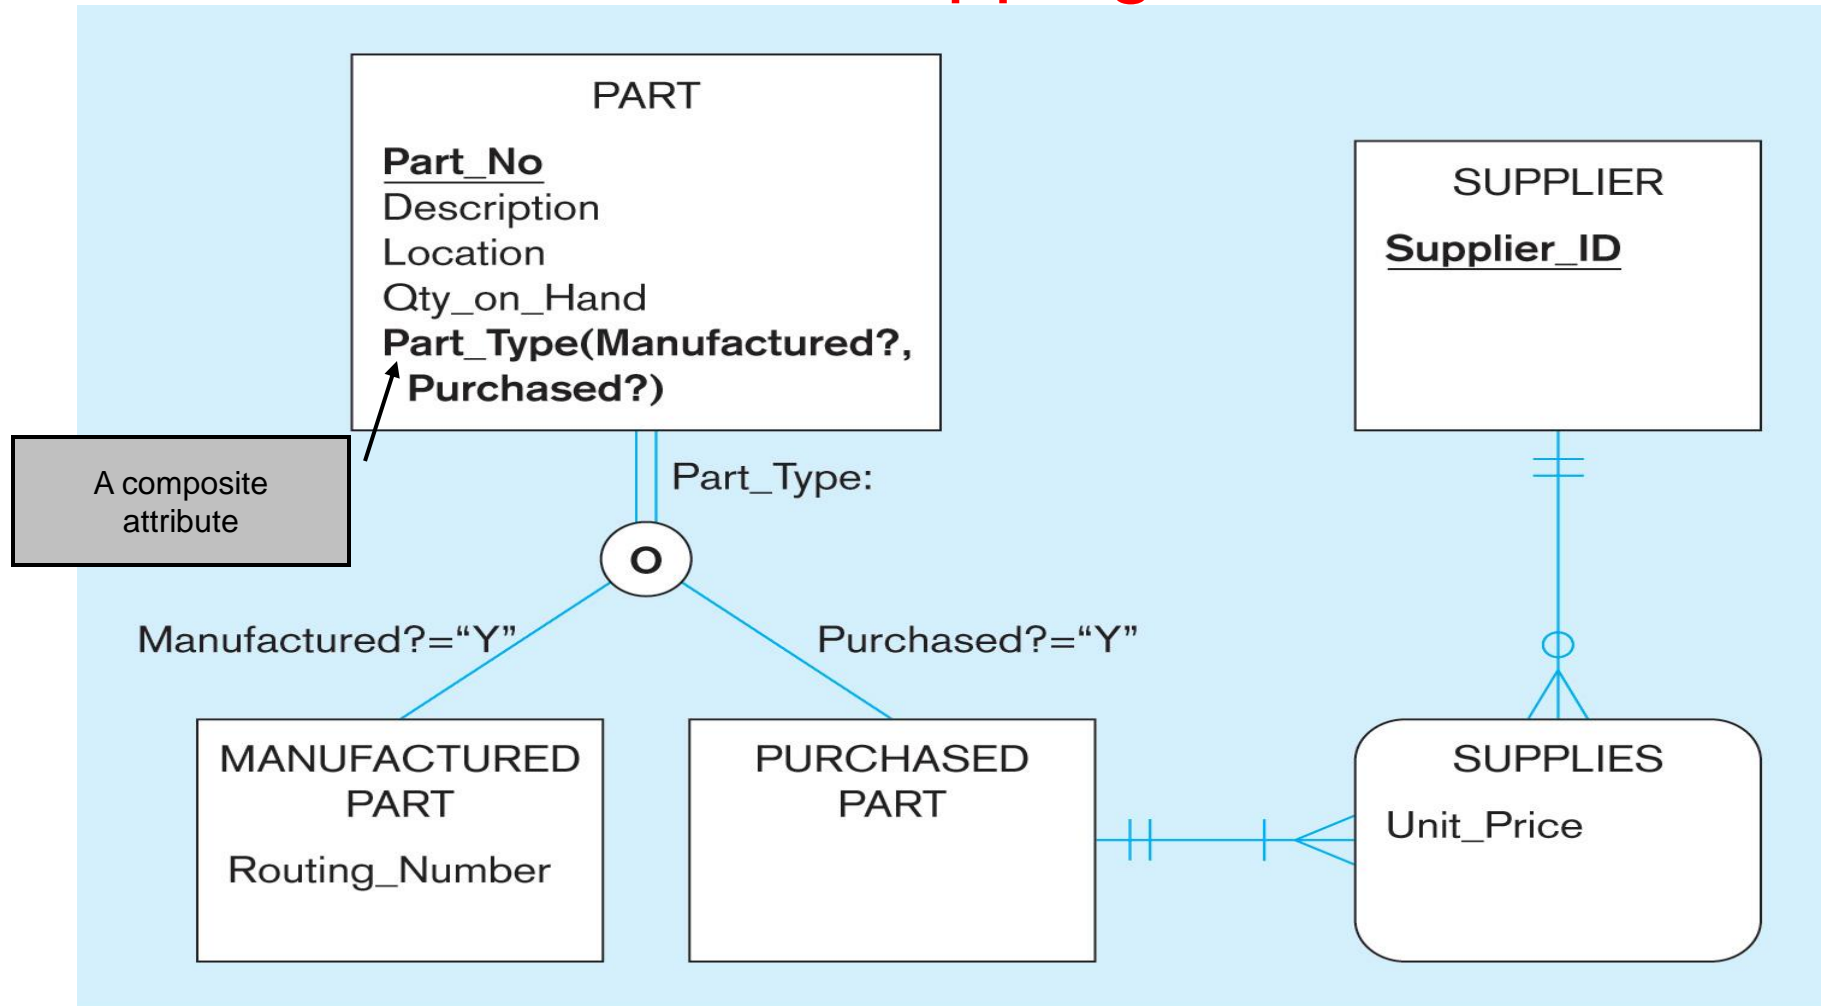 PART
Part_No
Description
Location
Qty_on_Hand
Part_Type(Manufactured?,
Purchased?)
SUPPLIER
Supplier_ID
A composite
attribute
Part_Type:
O
Manufactured?=“Y”
Purchased?=“Y”
MANUFACTURED
PART
Routing_Number
PURCHASED
PART
SUPPLIES
Unit_Price